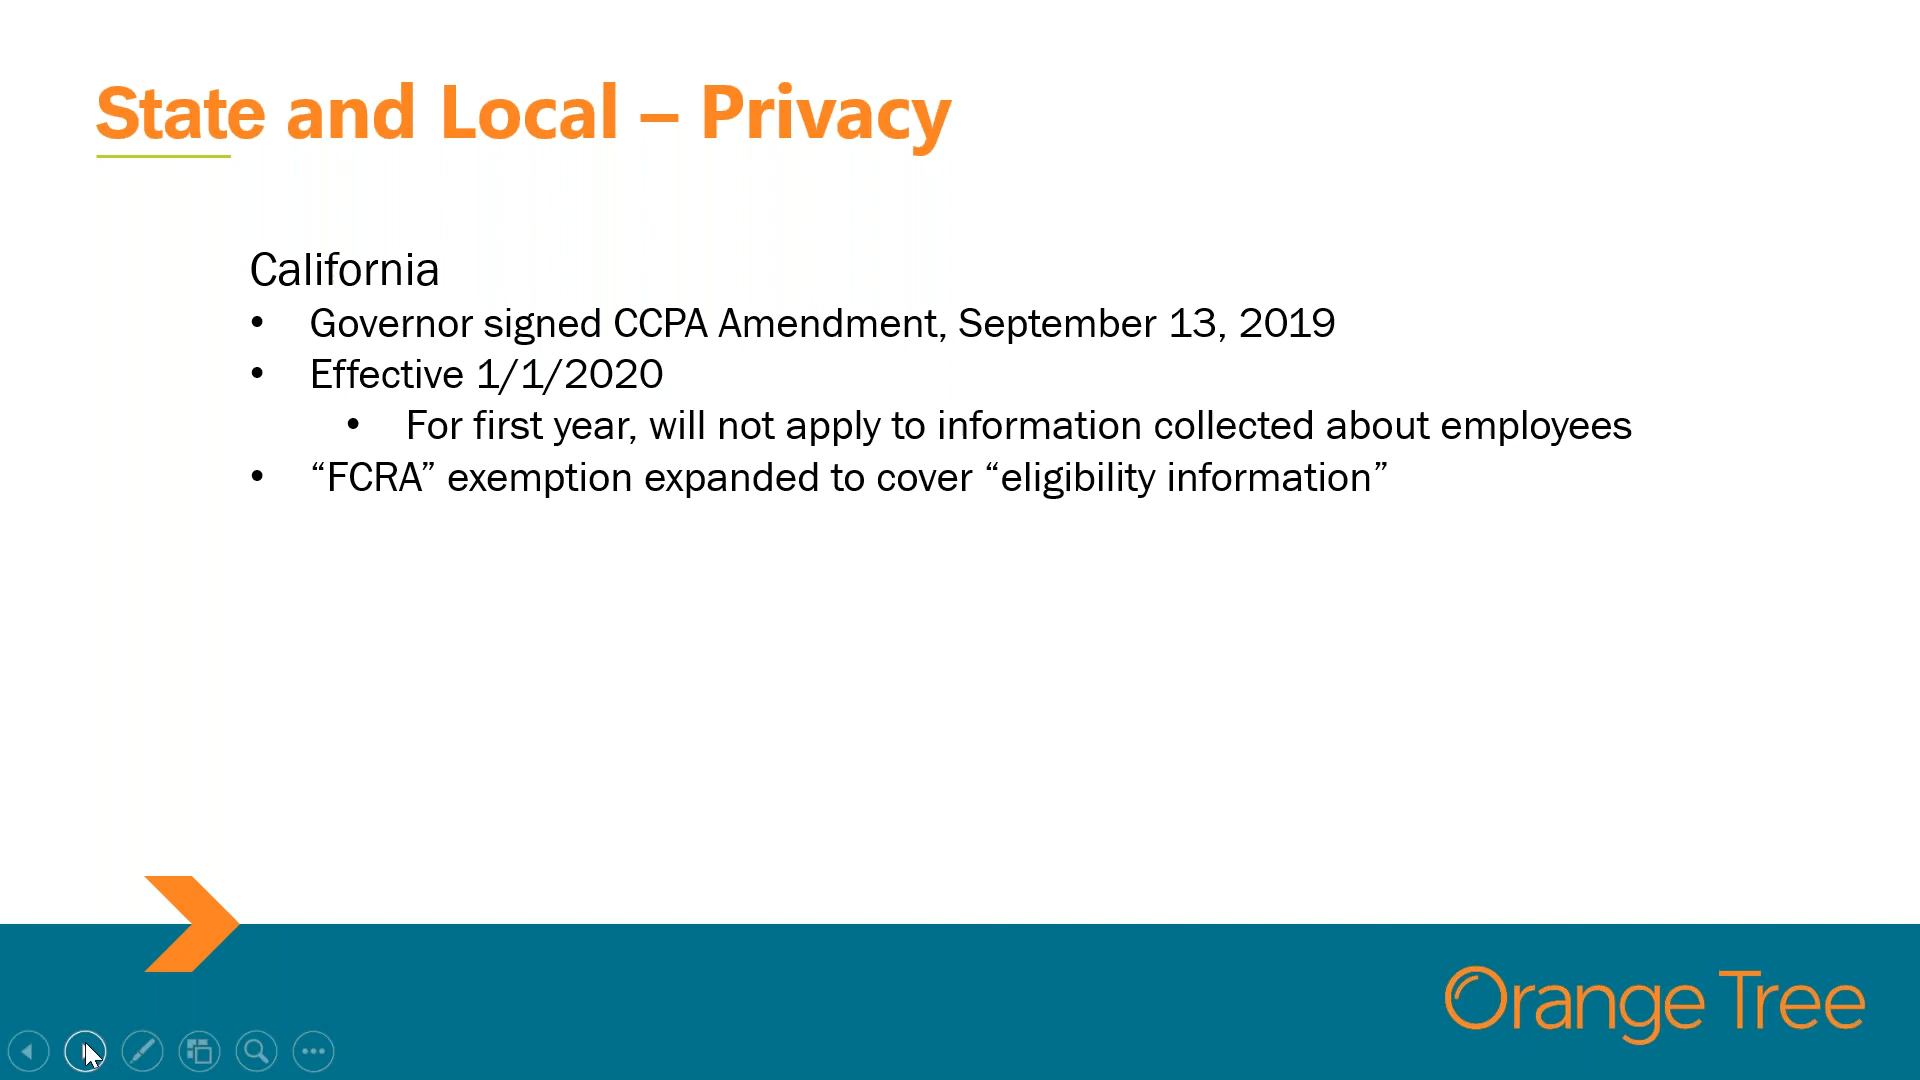 State and Local – Privacy
California
• Governor signed CCPA Amendment, September 13, 2019
• Effective 1/1/2020
• For first year, will not apply to information collected about employees
• “FCRA” exemption expanded to cover “eligibility information”
Orange Tree